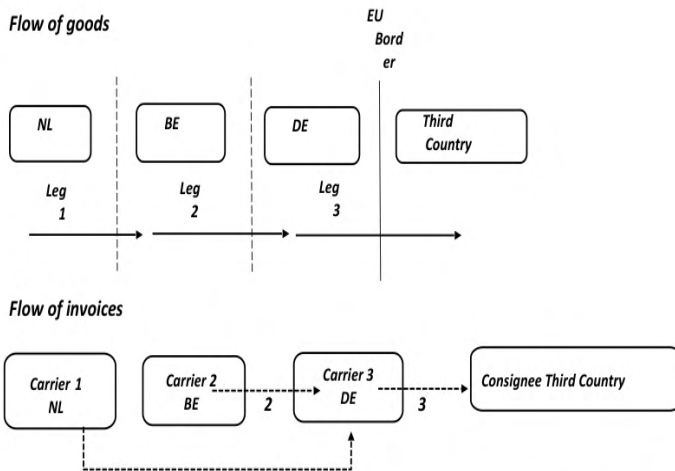 Flow of goods
EU
Bord
er
NL
BE
DE
Third
Country
Leg
1
Leg
2
Leg
3
Flow of invoices
Carrier 1
NL
Carrier 2
BE
2
Carrier 3
DE
3
Consignee Third Country